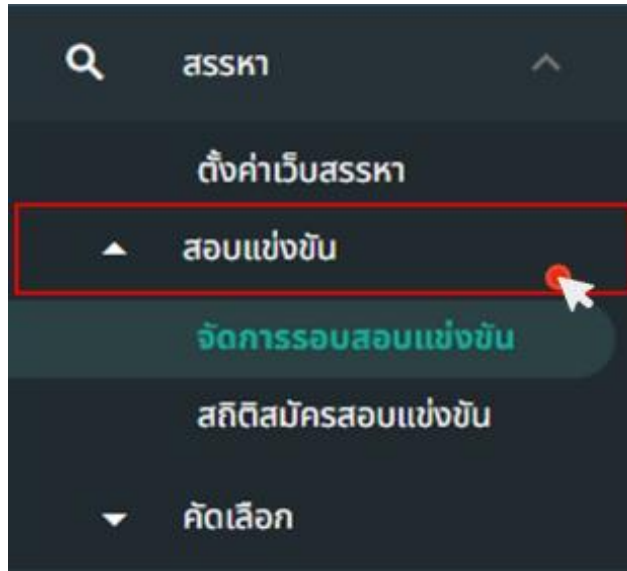 สรรหา
ตั้งค่าเว็บสรรหา
สอบแข่งขัน
จัดการรอบสอบแข่งขัน
สถิติสมัครสอบแข่งขัน
คัดเลือก